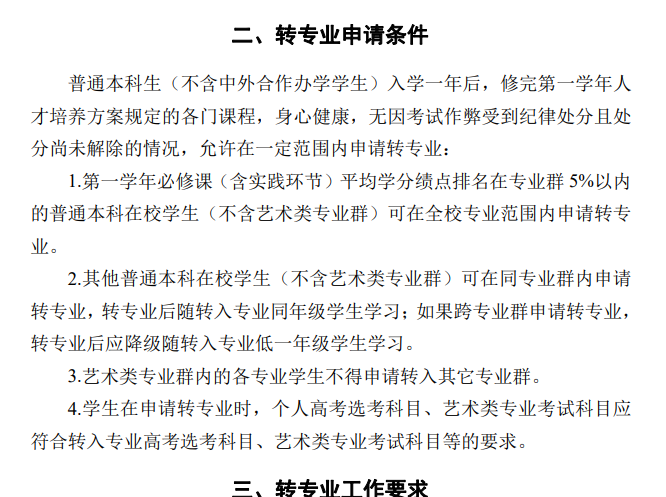 二、转专业申请条件
普通本科生（不含中外合作办学学生）入学一年后，修完第一学年人
才培养方案规定的各门课程，身心健康，无因考试作弊受到纪律处分且处
分尚未解除的情况，允许在一定范围内申请转专业：
1.第一学年必修课（含实践环节）平均学分绩点排名在专业群 5%以内
的普通本科在校学生（不含艺术类专业群）可在全校专业范围内申请转专
业。
2.其他普通本科在校学生（不含艺术类专业群）可在同专业群内申请
转专业，转专业后随转入专业同年级学生学习；如果跨专业群申请转专业，
转专业后应降级随转入专业低一年级学生学习。
3.艺术类专业群内的各专业学生不得申请转入其它专业群。
4.学生在申请转专业时，个人高考选考科目、艺术类专业考试科目应
符合转入专业高考选考科目、艺术类专业考试科目等的要求。
三、转专业工作要求